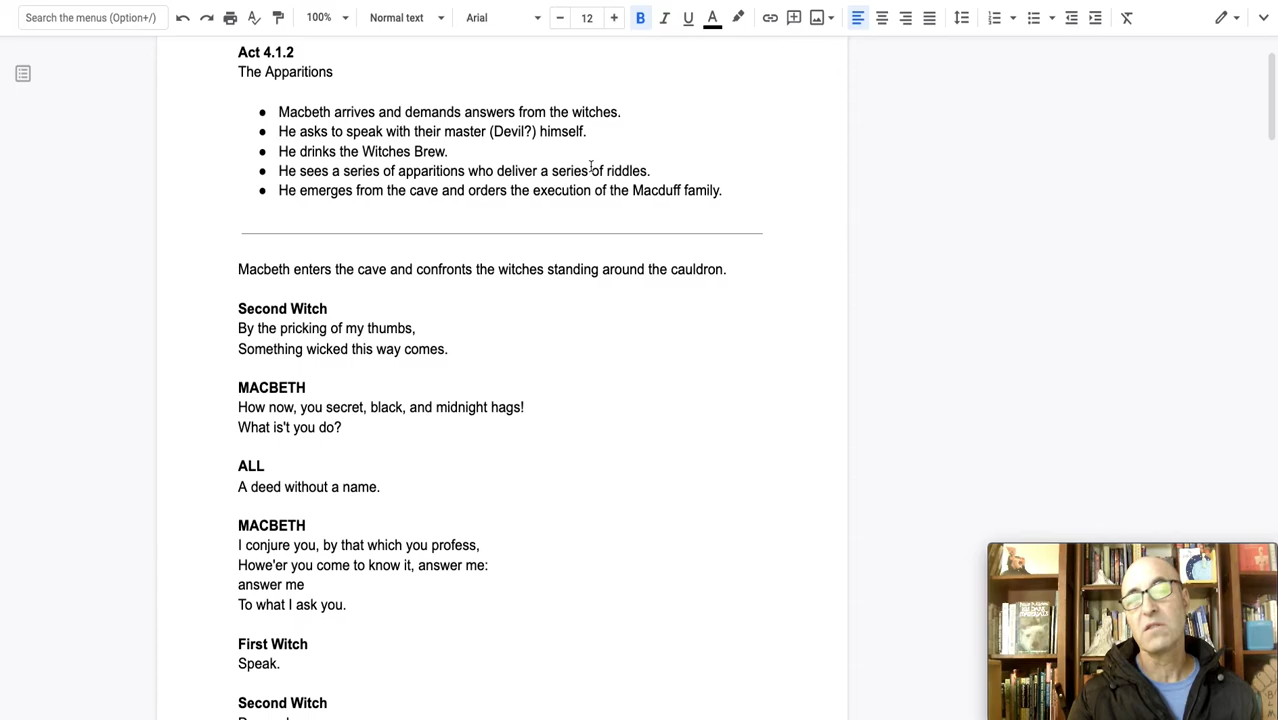 Search the menus (Option+/)
100%
Normal text
Arial
12
B
I
U
A
Act 4.1.2
The Apparitions
● Macbeth arrives and demands answers from the witches.
● He asks to speak with their master (Devil?) himself.
● He drinks the Witches Brew.
● He sees a series of apparitions who deliver a series of riddles.
● He emerges from the cave and orders the execution of the Macduff family.
Macbeth enters the cave and confronts the witches standing around the cauldron.
Second Witch
By the pricking of my thumbs,
Something wicked this way comes.
MACBETH
How now, you secret, black, and midnight hags!
What is't you do?
ALL
A deed without a name.
MACBETH
I conjure you, by that which you profess,
Howe'er you come to know it, answer me:
answer me
To what I ask you.
First Witch
Speak.
Second Witch